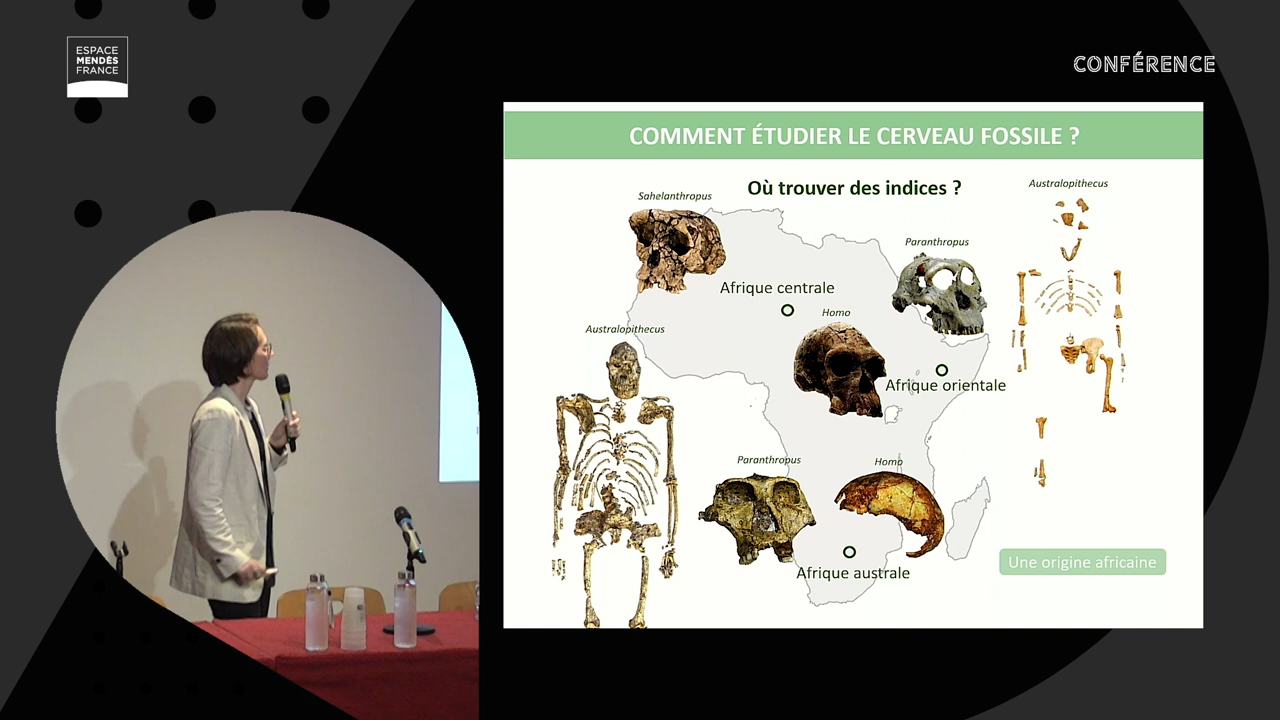 ESPACE
MENDÈS
FRANCE
CONFÉRENCE
COMMENT ÉTUDIER LE CERVEAU FOSSILE ?
Où trouver des indices ?
Sahelanthropus
Australopithecus
Paranthropus
Afrique centrale
Homo
Australopithecus
Afrique orientale
Paranthropus
Homo
Une origine africaine
Afrique australe